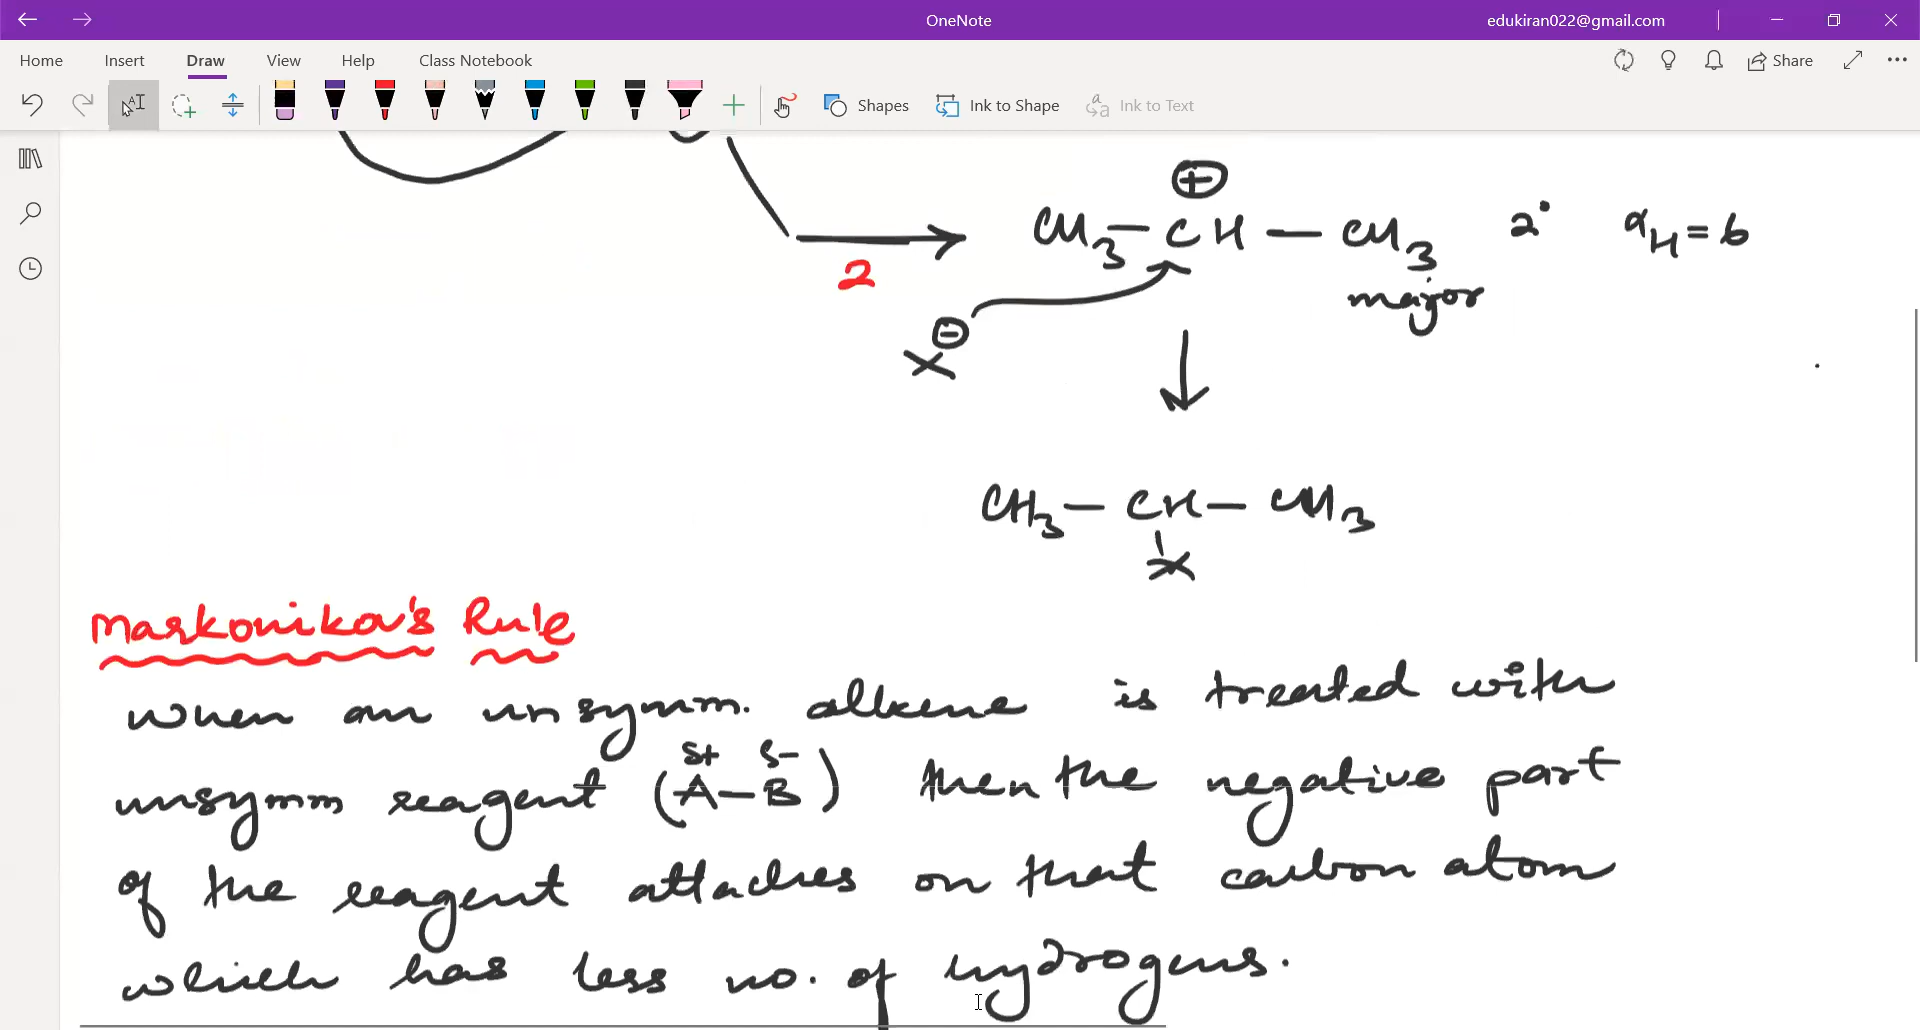 OneNote
edukiran022@gmail.com
Home Insert Draw View Help Class Notebook
Share
Shapes Ink to Shape Ink to Text
⊕
CH3–CH–CH3 2° αH=6
2
major
X⊖
CH3–CH–CH3
X
Markonikov's Rule
when an unsymm. alkene is treated with
δ+ δ-
unsymm reagent (A–B) then the negative part
of the reagent attaches on that carbon atom
which has less no. of hydrogens.